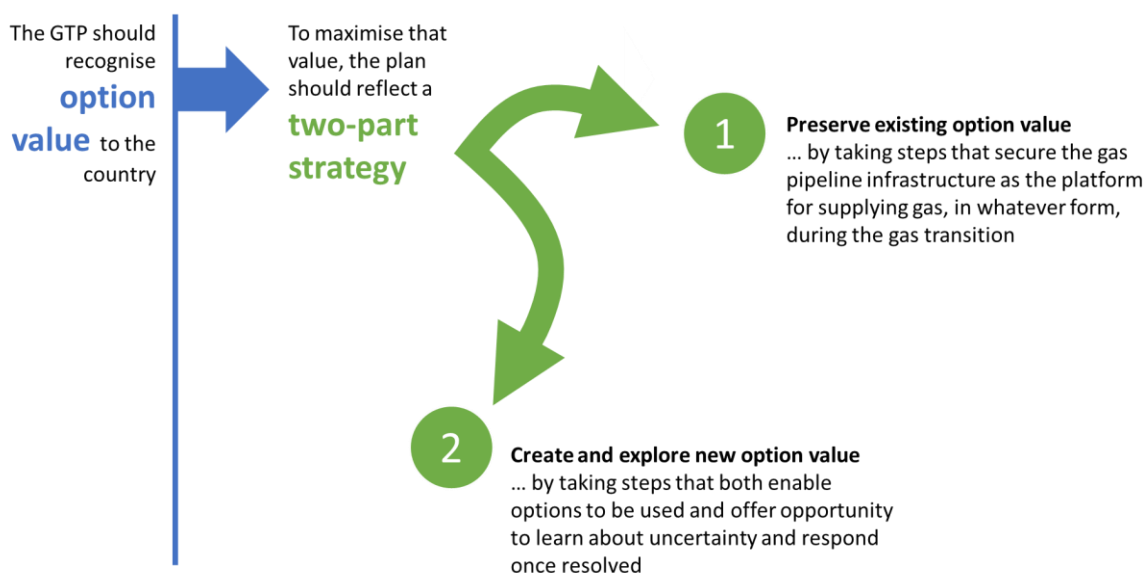 The GTP should
recognise
option
value to the
country
To maximise that
value, the plan
should reflect a
two-part
strategy
1
Preserve existing option value
... by taking steps that secure the gas
pipeline infrastructure as the platform
for supplying gas, in whatever form,
during the gas transition
2
Create and explore new option value
... by taking steps that both enable
options to be used and offer opportunity
to learn about uncertainty and respond
once resolved